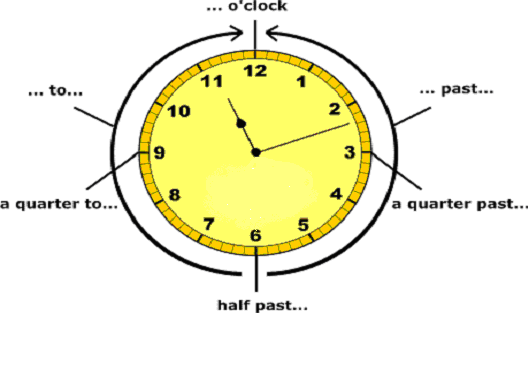 ... o'clock
... to...
... past...
12
11
1
10
2
9
3
8
4
7
5
6
a quarter to...
a quarter past...
half past...